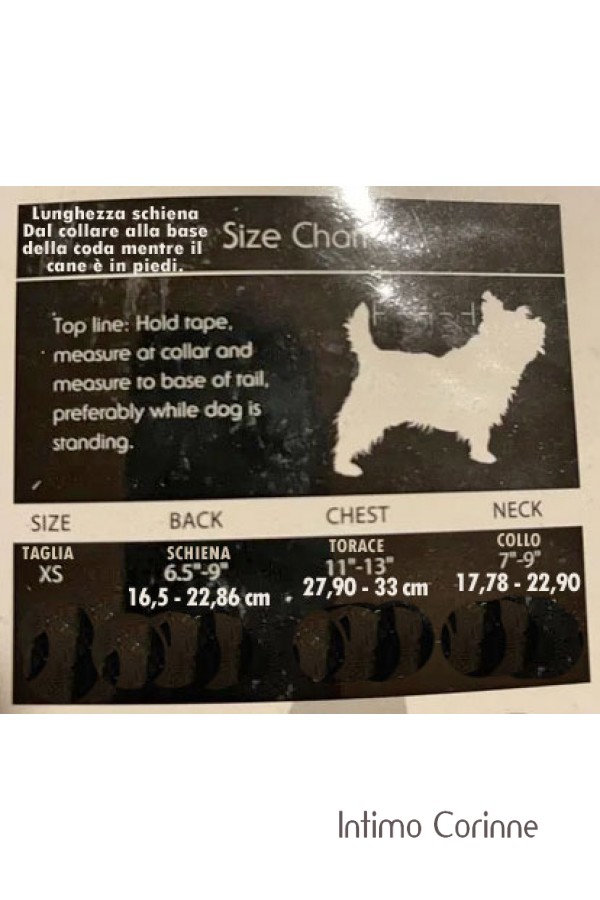 Lunghezza schiena
Dal collare alla base
della coda mentre il
cane è in piedi.
Size Chart
Top line: Hold tape,
measure at collar and
measure to base of tail,
preferably while dog is
standing.
SIZE BACK CHEST NECK
TAGLIA SCHIENA TORACE COLLO
XS 6.5"-9" 11"-13" 7"-9"
16,5 - 22,86 cm 27,90 - 33 cm 17,78 - 22,90
Intimo Corinne